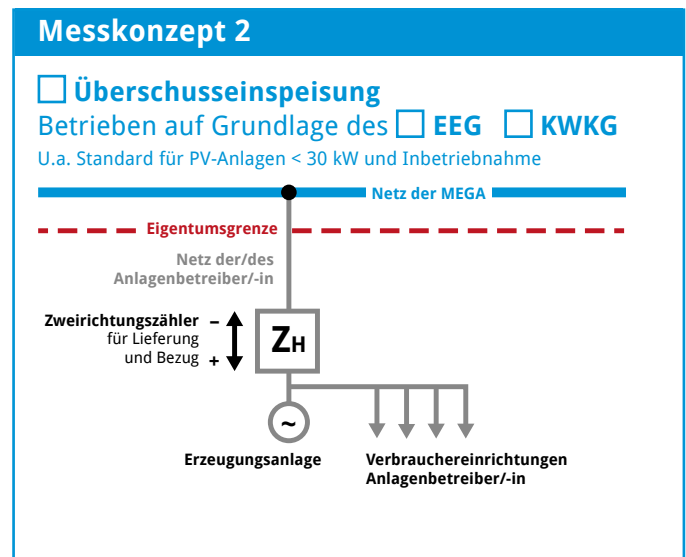 Messkonzept 2
Überschusseinspeisung
Betrieben auf Grundlage des EEG KWKG
U.a. Standard für PV-Anlagen < 30 kW und Inbetriebnahme
Netz der MEGA
Eigentumsgrenze
Netz der/des
Anlagenbetreiber/-in
Zweirichtungszähler –
für Lieferung
und Bezug +
ZH
~
Erzeugungsanlage
Verbrauchereinrichtungen
Anlagenbetreiber/-in